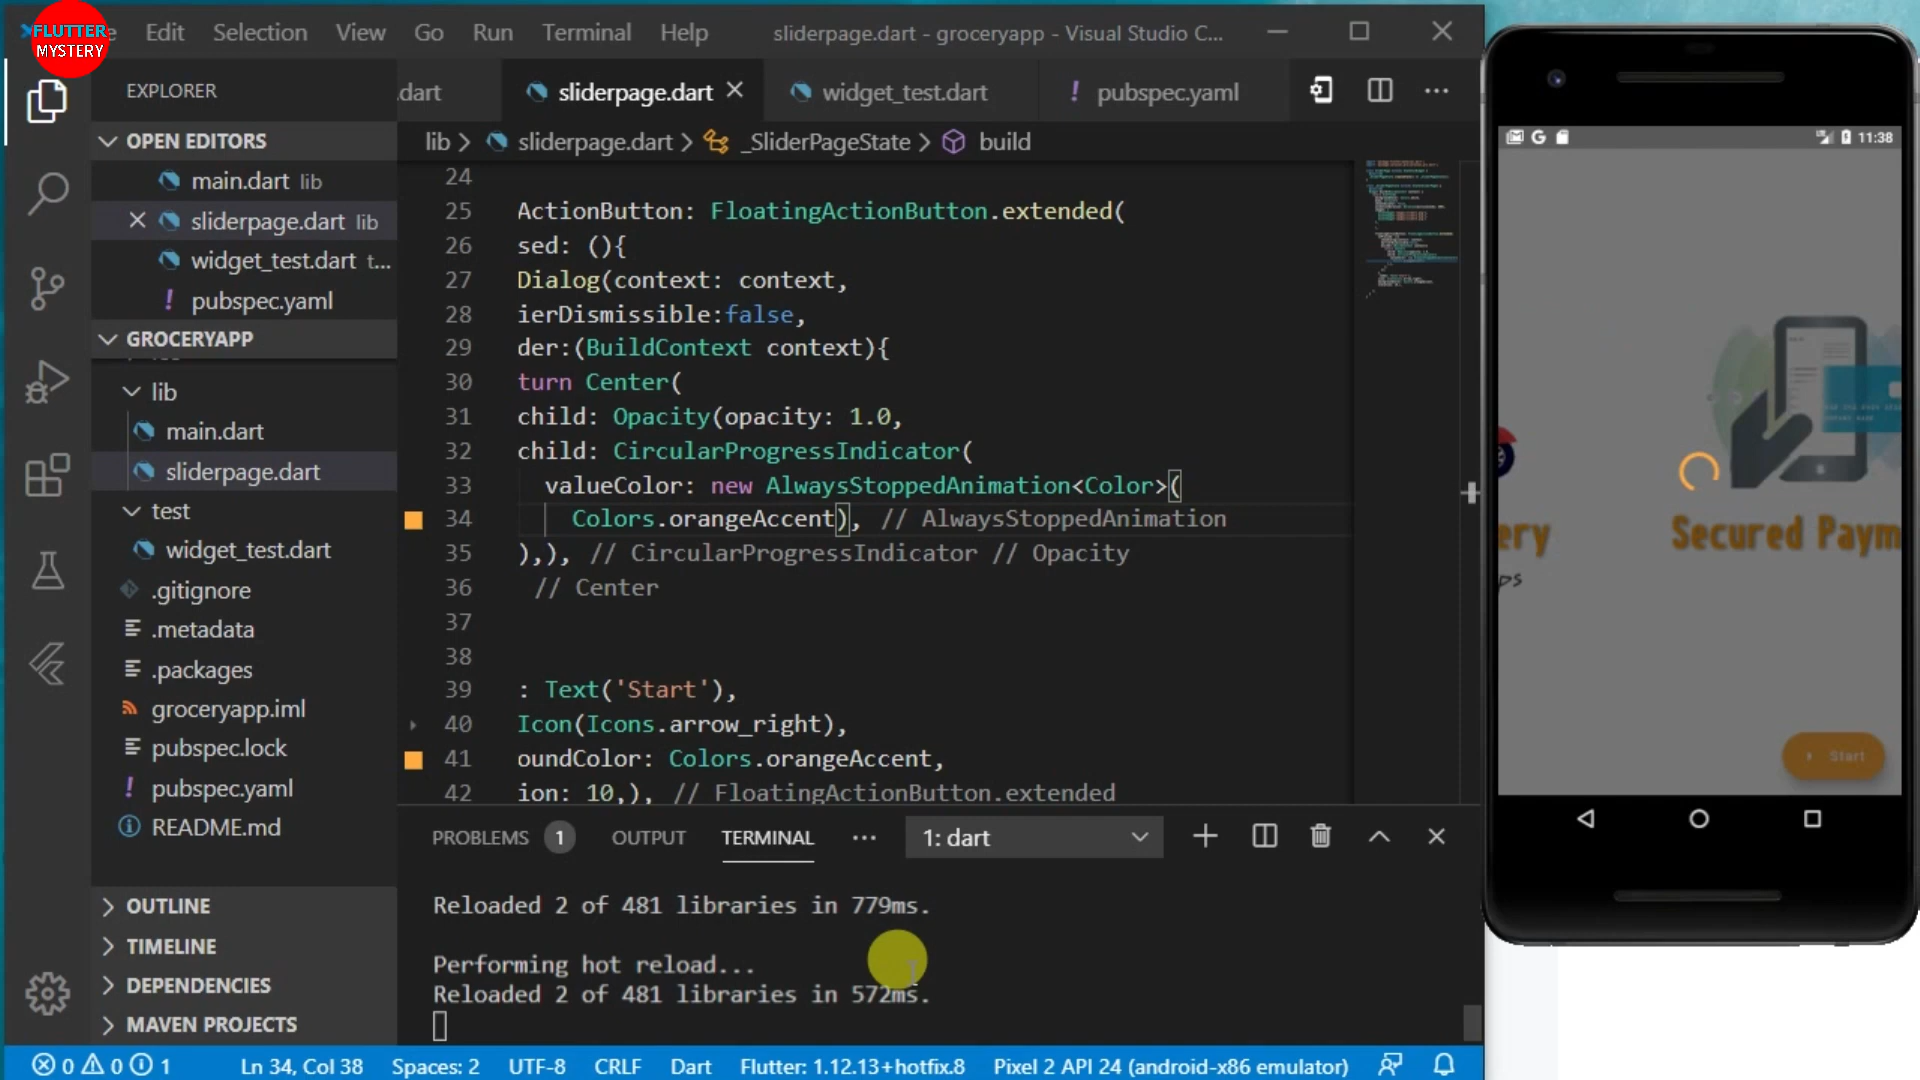 FLUTTER
MYSTERY
Edit Selection View Go Run Terminal Help sliderpage.dart - groceryapp - Visual Studio C...
EXPLORER
.dart sliderpage.dart widget_test.dart ! pubspec.yaml ...
lib > sliderpage.dart > _SliderPageState > build
OPEN EDITORS
main.dart lib
sliderpage.dart lib
widget_test.dart t...
! pubspec.yaml
GROCERYAPP
lib
main.dart
sliderpage.dart
test
widget_test.dart
.gitignore
.metadata
.packages
groceryapp.iml
pubspec.lock
! pubspec.yaml
README.md
OUTLINE
TIMELINE
DEPENDENCIES
MAVEN PROJECTS
24
25 ActionButton: FloatingActionButton.extended(
26 sed: (){
27 Dialog(context: context,
28 ierDismissible:false,
29 der:(BuildContext context){
30 turn Center(
31 child: Opacity(opacity: 1.0,
32 child: CircularProgressIndicator(
33 valueColor: new AlwaysStoppedAnimation<Color>(
34 Colors.orangeAccent), // AlwaysStoppedAnimation
35 ),), // CircularProgressIndicator // Opacity
36 // Center
37
38
39 : Text('Start'),
40 Icon(Icons.arrow_right),
41 oundColor: Colors.orangeAccent,
42 ion: 10,), // FloatingActionButton.extended
PROBLEMS 1 OUTPUT TERMINAL ... 1: dart
Reloaded 2 of 481 libraries in 779ms.
Performing hot reload...
Reloaded 2 of 481 libraries in 572ms.
0 0 1 Ln 34, Col 38 Spaces: 2 UTF-8 CRLF Dart Flutter: 1.12.13+hotfix.8 Pixel 2 API 24 (android-x86 emulator)
G 11:38
ery Secured Paym
ps
Start